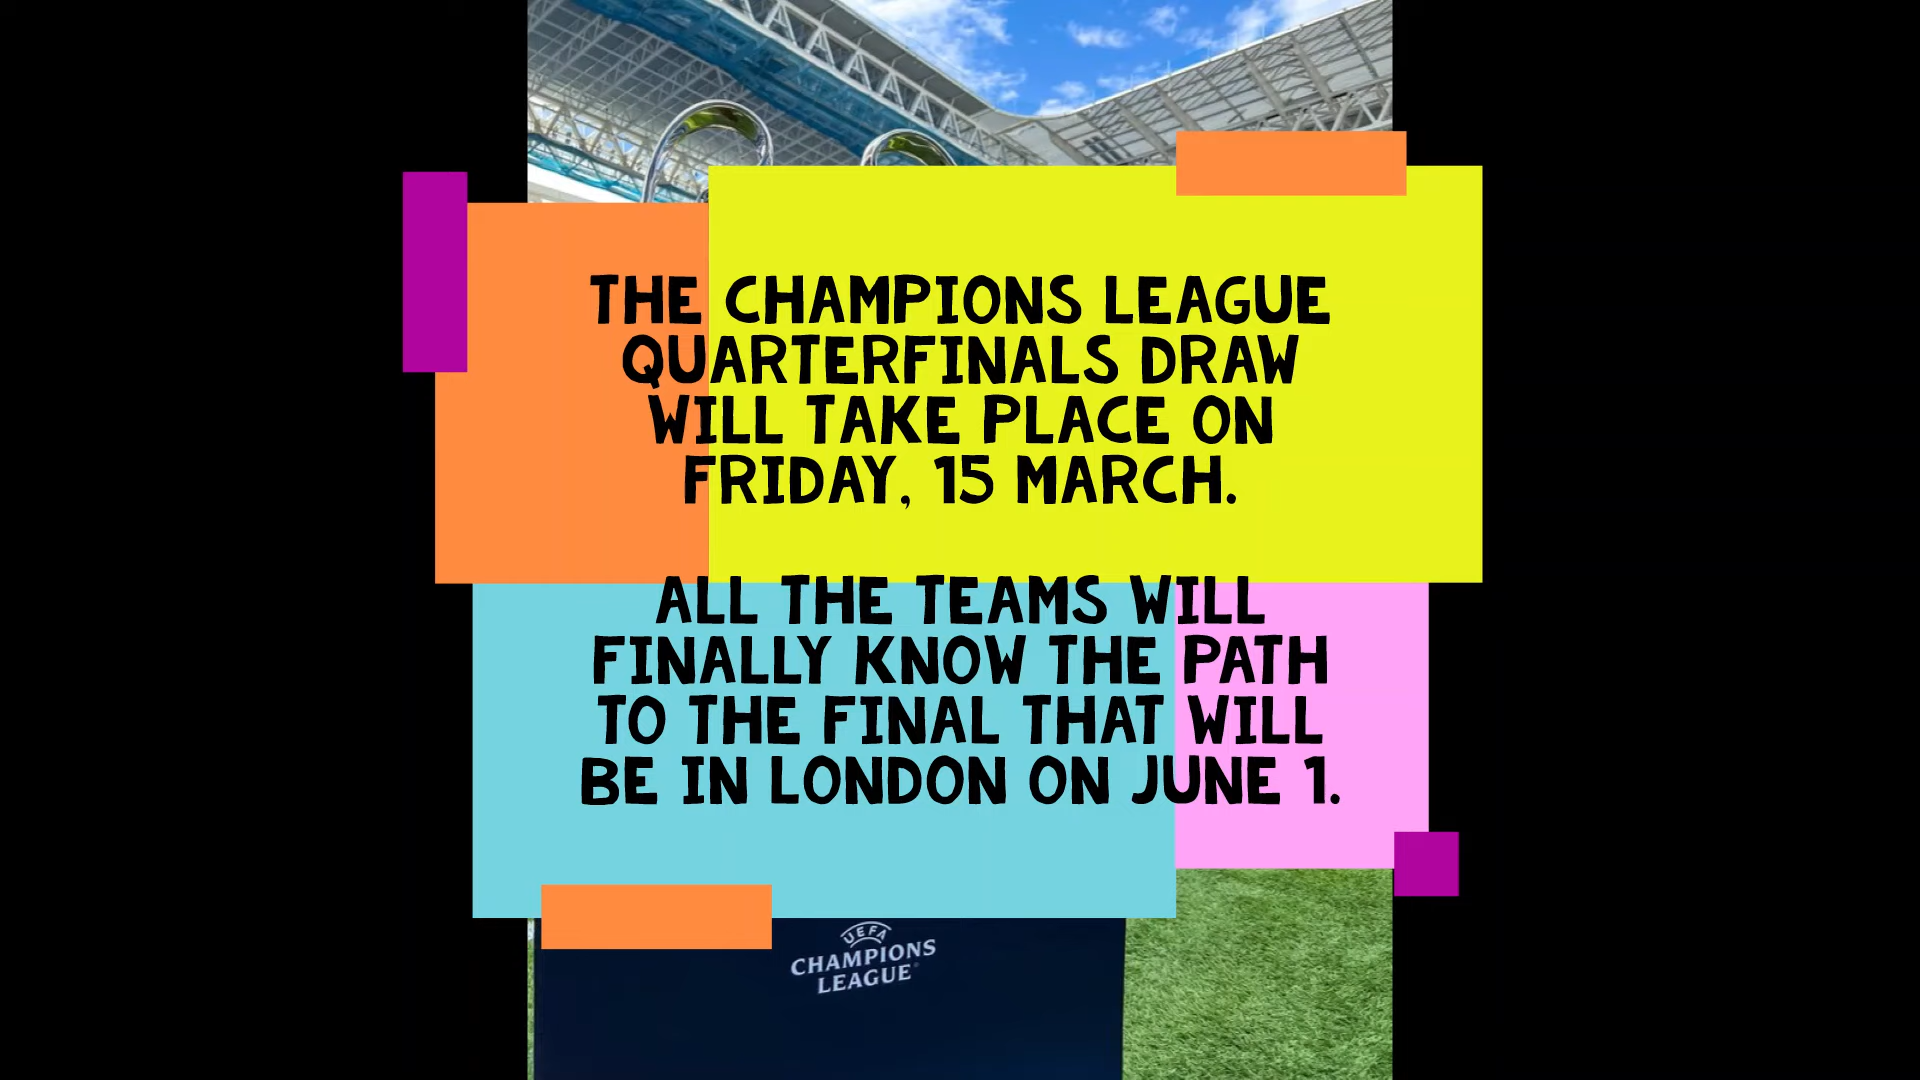 THE CHAMPIONS LEAGUE
QUARTERFINALS DRAW
WILL TAKE PLACE ON
FRIDAY, 15 MARCH.
ALL THE TEAMS WILL
FINALLY KNOW THE PATH
TO THE FINAL THAT WILL
BE IN LONDON ON JUNE 1.
UEFA
CHAMPIONS
LEAGUE